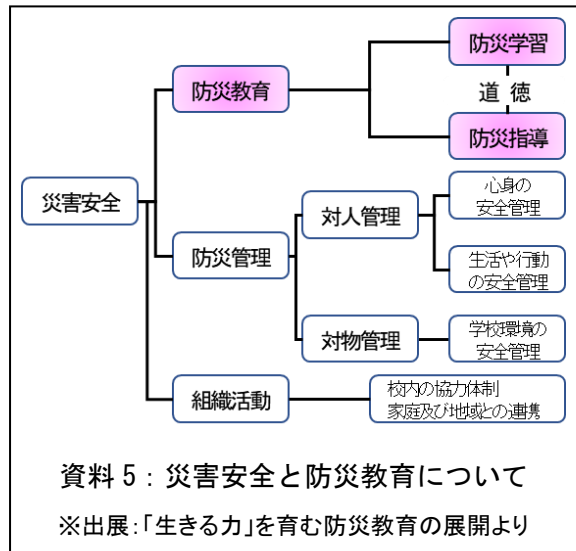 防災学習
道徳
防災指導
防災教育
災害安全
心身の
安全管理
対人管理
生活や行動
の安全管理
防災管理
対物管理
学校環境の
安全管理
組織活動
校内の協力体制
家庭及び地域との連携
資料5：災害安全と防災教育について
※出展：「生きる力」を育む防災教育の展開より